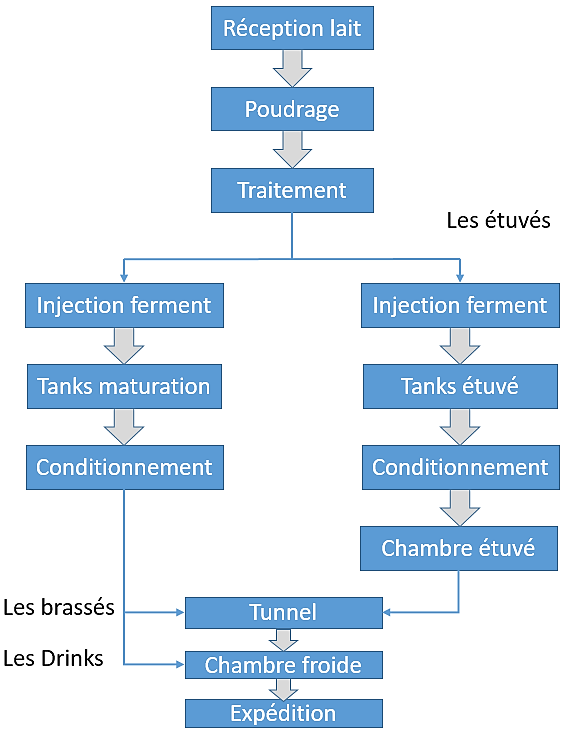 Réception lait
Poudrage
Traitement
Les étuvés
Injection ferment
Injection ferment
Tanks maturation
Tanks étuvé
Conditionnement
Conditionnement
Chambre étuvé
Les brassés
Tunnel
Les Drinks
Chambre froide
Expédition